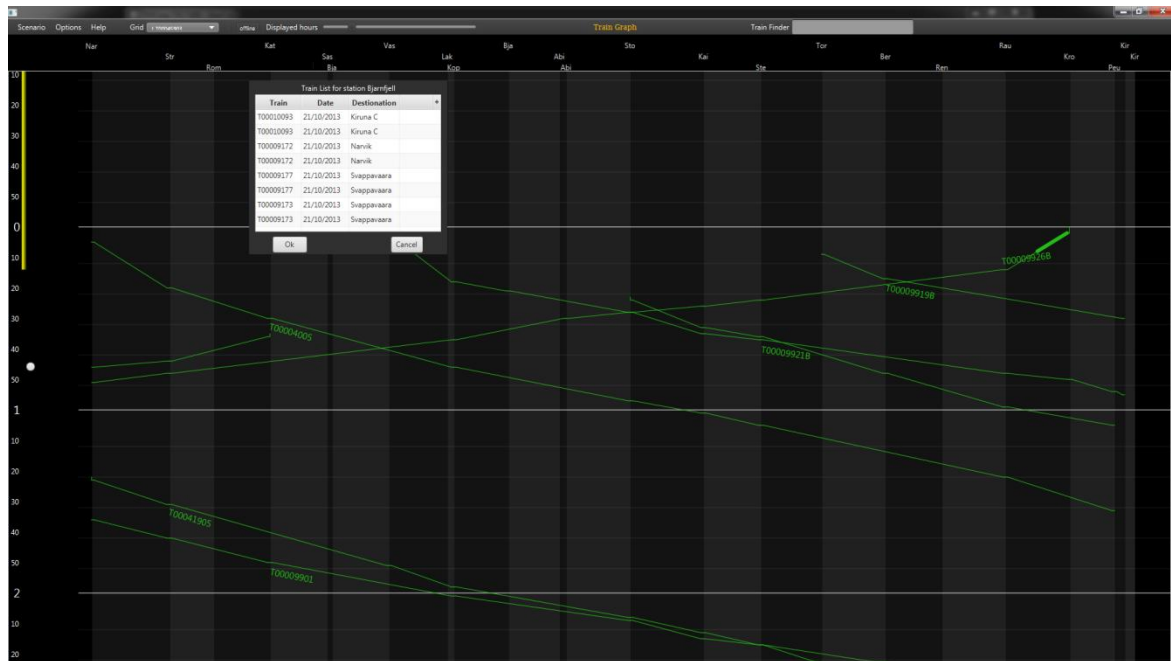 Scenario Options Help Grid offline Displayed hours Train Graph Train Finder
Nar Kat Vas Bja Sto Tor Rau Kir
Str Sas Lak Abi Kai Ber Kro Kir
Rom Bja Kop Abi Ste Ren Peu
10
20
30
40
50
0
10
20
30
40
50
1
10
20
30
40
50
2
10
20
Train List for station Bjarnfjell
Train Date Destionation
T00010093 21/10/2013 Kiruna C
T00010093 21/10/2013 Kiruna C
T00009172 21/10/2013 Narvik
T00009172 21/10/2013 Narvik
T00009177 21/10/2013 Svappavaara
T00009177 21/10/2013 Svappavaara
T00009173 21/10/2013 Svappavaara
T00009173 21/10/2013 Svappavaara
Ok Cancel
T00009926B
T00009919B
T00004005
T00009921B
T00041905
T00009901